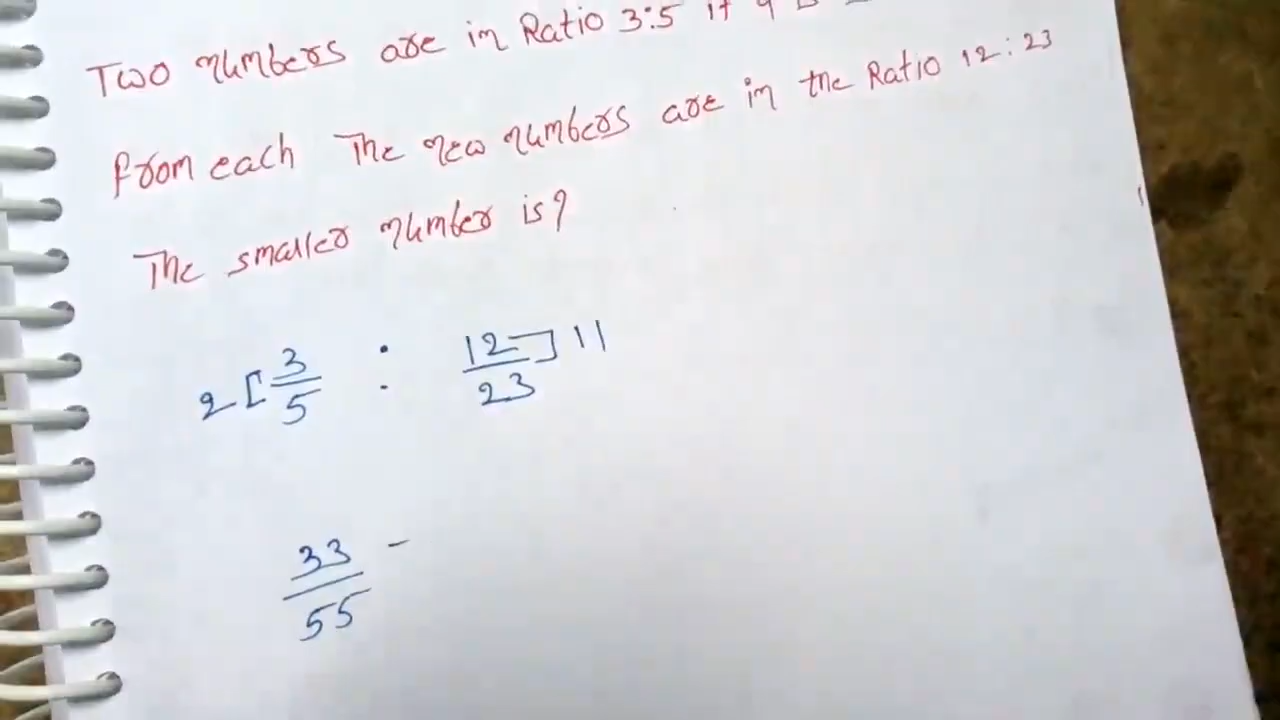 Two numbers are in Ratio 3:5 if 9
from each The new numbers are in the Ratio 12:23
The smaller number is?
2[3/5 : 12/23]11
33/55 -